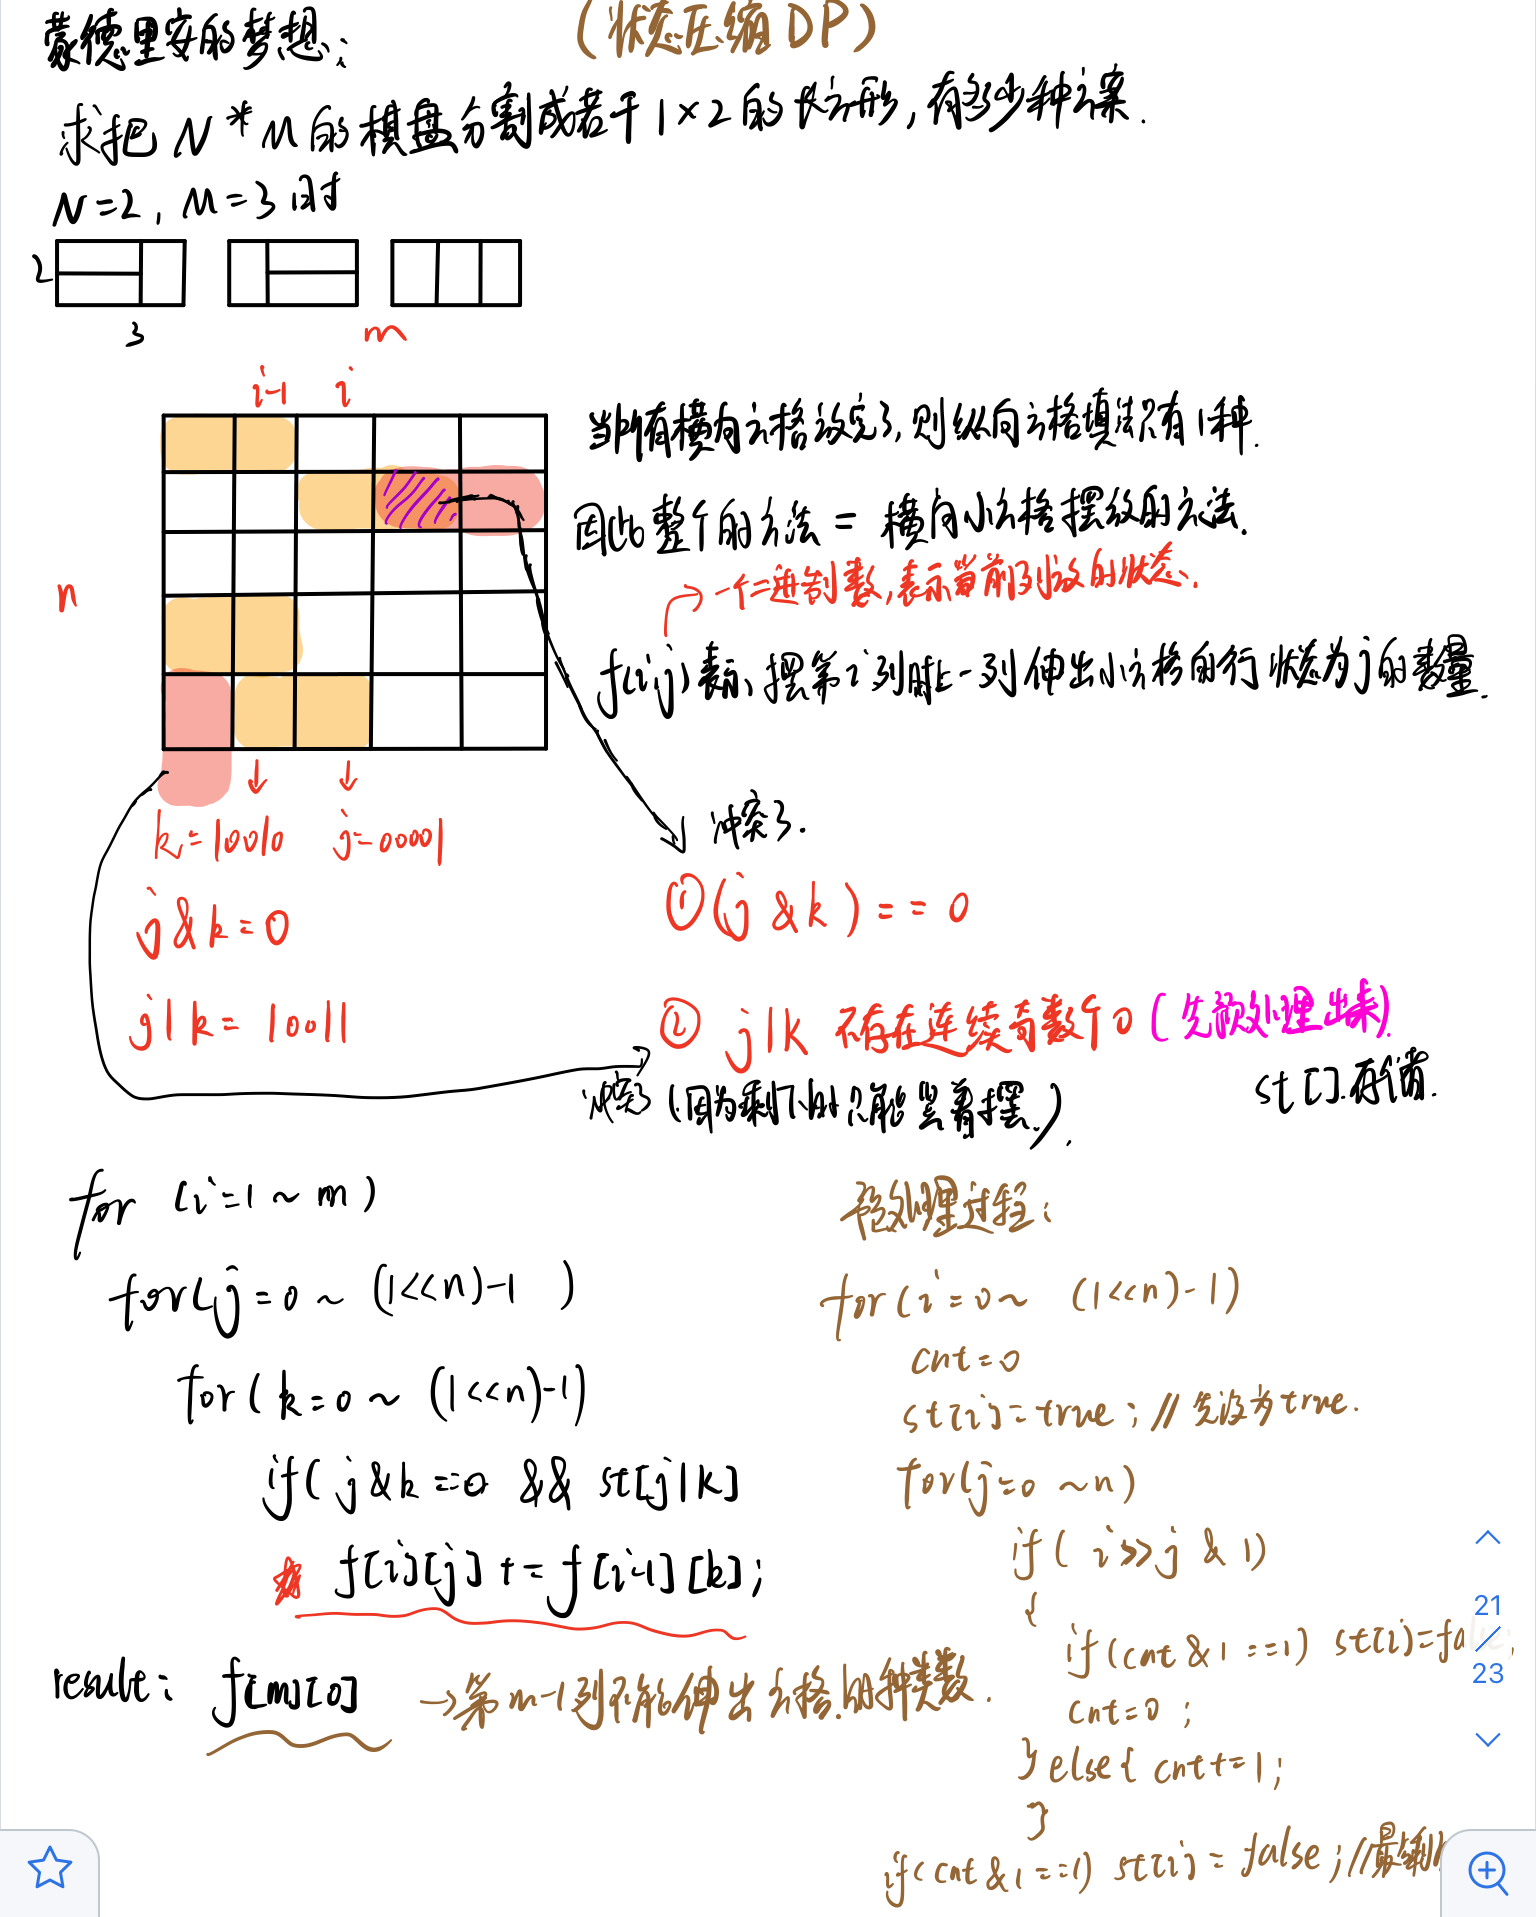 蒙德里安的梦想:
(状态压缩DP)
求把 N*M的棋盘分割成若干1×2的长方形,有多少种方案.
N=2, M=3时
2
3
m
i-1 i
n
当所有横向方格放完了,则纵向方格填法只有1种.
因此整个的方法 = 横向小方格摆放的方法.
一个二进制数,表示当前列放的状态.
f(i,j)表示摆第i列时上一列伸出小方格的行状态为j的数量.
冲突了.
k=10010 j=00001
j&k=0
j|k=10011
①(j&k)==0
② j|k 不存在连续奇数个0(先预处理出来)
冲突了(因为剩下的只能竖着摆.).
st[].存储.
for (i=1~m)
for(j=0~ (1<<n)-1 )
for(k=0~ (1<<n)-1)
if( j&k==0 && st[j|k]
f[i][j] += f[i-1][k];
result: f[m][0] →第m-1列不能伸出方格的种类数.
预处理过程:
for(i=0~ (1<<n)-1)
cnt=0
st[i]=true;//先设为true.
for(j=0~n)
if( i>>j & 1)
{
if(cnt&1==1) st[i]=false;
cnt=0;
} else{ cnt+=1;
}
if(cnt&1==1) st[i]=false;//最剩
21
23